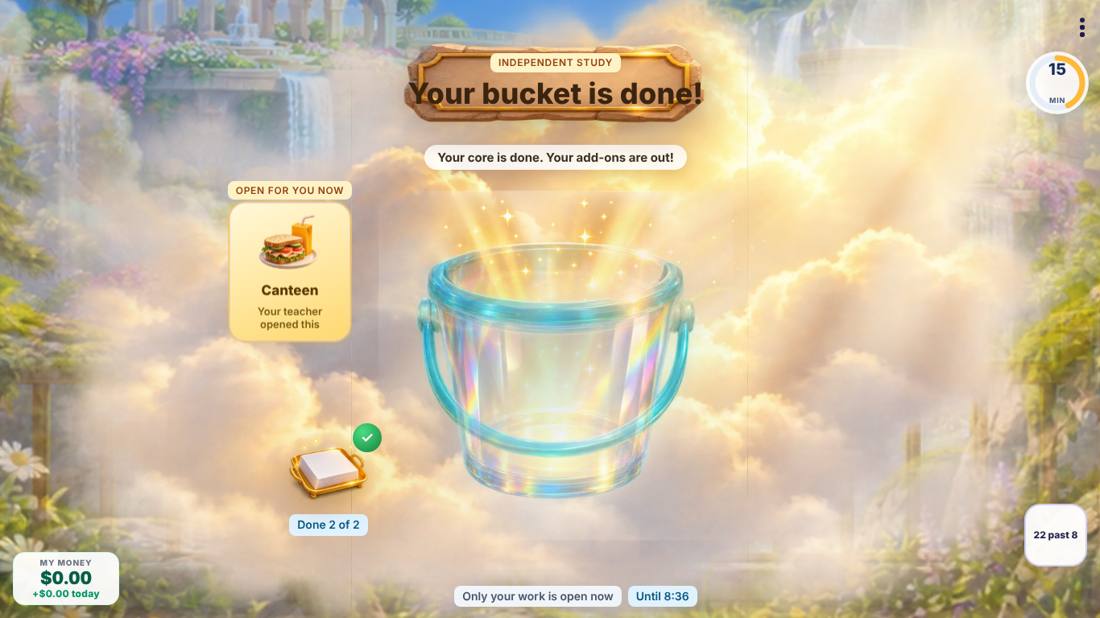 INDEPENDENT STUDY
Your bucket is done!
15
MIN
Your core is done. Your add-ons are out!
OPEN FOR YOU NOW
Canteen
Your teacher
opened this
Done 2 of 2
22 past 8
MY MONEY
$0.00
+$0.00 today
Only your work is open now
Until 8:36